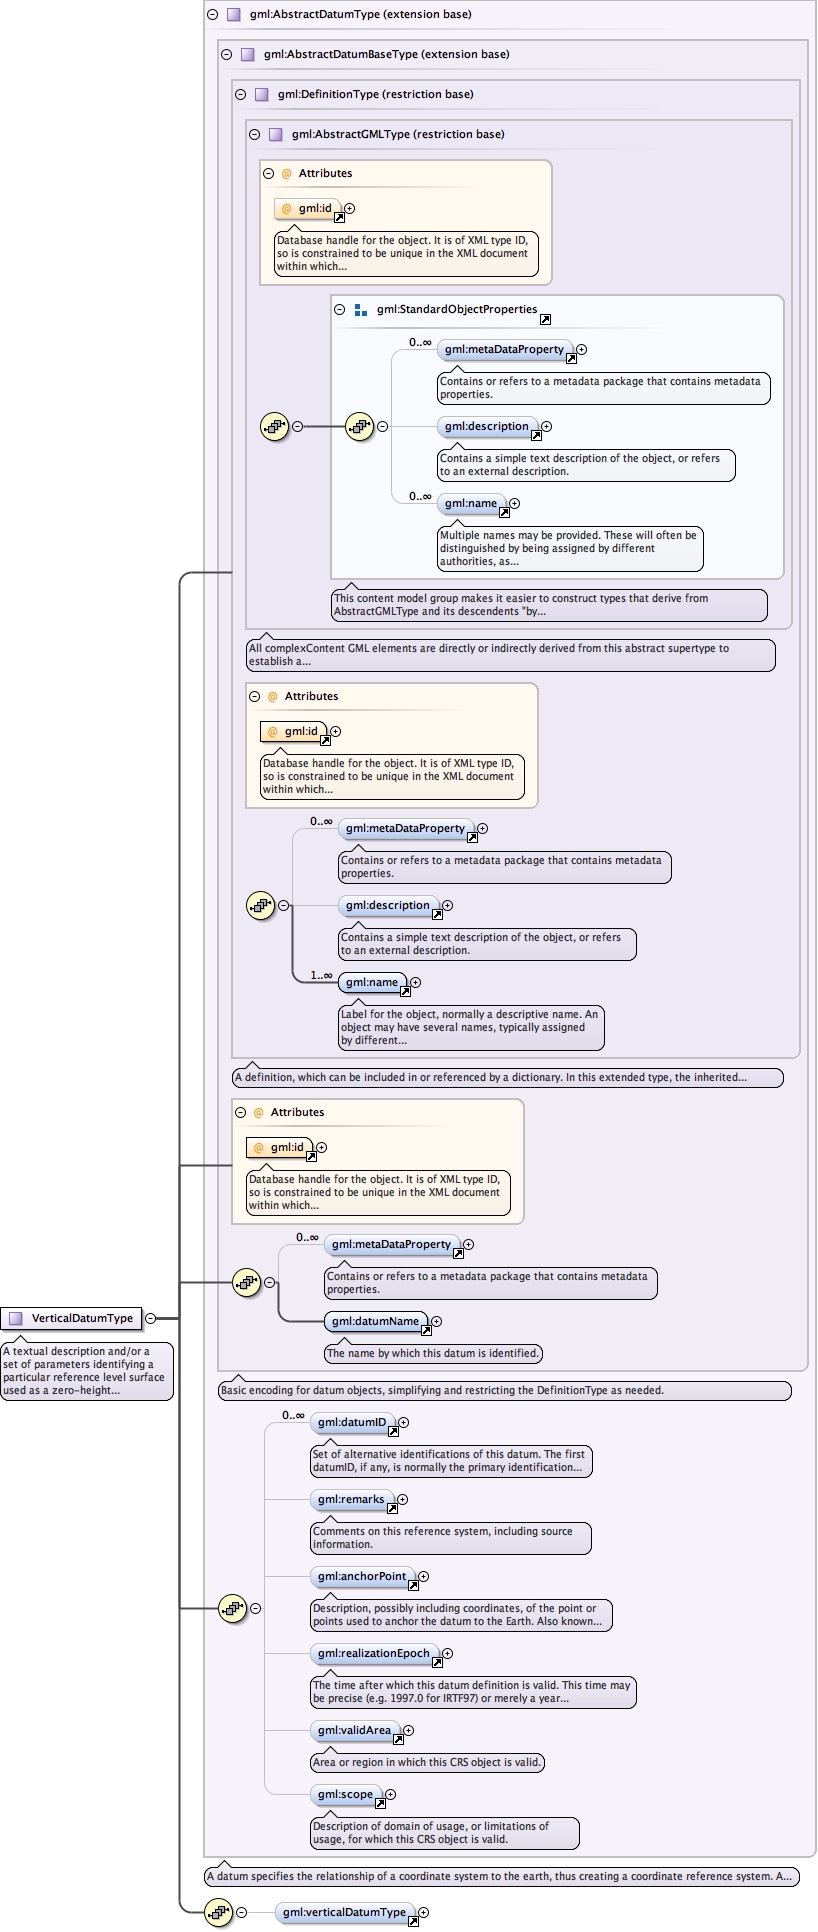 gml:AbstractDatumType (extension base)
gml:AbstractDatumBaseType (extension base)
gml:DefinitionType (restriction base)
gml:AbstractGMLType (restriction base)
@ Attributes
@ gml:id
Database handle for the object. It is of XML type ID,
so is constrained to be unique in the XML document
within which...
gml:StandardObjectProperties
0..∞
gml:metaDataProperty
Contains or refers to a metadata package that contains metadata
properties.
gml:description
Contains a simple text description of the object, or refers
to an external description.
0..∞
gml:name
Multiple names may be provided. These will often be
distinguished by being assigned by different
authorities, as...
This content model group makes it easier to construct types that derive from
AbstractGMLType and its descendents "by...
All complexContent GML elements are directly or indirectly derived from this abstract supertype to
establish a...
@ Attributes
@ gml:id
Database handle for the object. It is of XML type ID,
so is constrained to be unique in the XML document
within which...
0..∞
gml:metaDataProperty
Contains or refers to a metadata package that contains metadata
properties.
gml:description
Contains a simple text description of the object, or refers
to an external description.
1..∞
gml:name
Label for the object, normally a descriptive name. An
object may have several names, typically assigned
by different...
A definition, which can be included in or referenced by a dictionary. In this extended type, the inherited...
@ Attributes
@ gml:id
Database handle for the object. It is of XML type ID,
so is constrained to be unique in the XML document
within which...
0..∞
gml:metaDataProperty
Contains or refers to a metadata package that contains metadata
properties.
gml:datumName
The name by which this datum is identified.
VerticalDatumType
A textual description and/or a
set of parameters identifying a
particular reference level surface
used as a zero-height...
Basic encoding for datum objects, simplifying and restricting the DefinitionType as needed.
0..∞
gml:datumID
Set of alternative identifications of this datum. The first
datumID, if any, is normally the primary identification...
gml:remarks
Comments on this reference system, including source
information.
gml:anchorPoint
Description, possibly including coordinates, of the point or
points used to anchor the datum to the Earth. Also known...
gml:realizationEpoch
The time after which this datum definition is valid. This time may
be precise (e.g. 1997.0 for IRTF97) or merely a year...
gml:validArea
Area or region in which this CRS object is valid.
gml:scope
Description of domain of usage, or limitations of
usage, for which this CRS object is valid.
A datum specifies the relationship of a coordinate system to the earth, thus creating a coordinate reference system. A...
gml:verticalDatumType